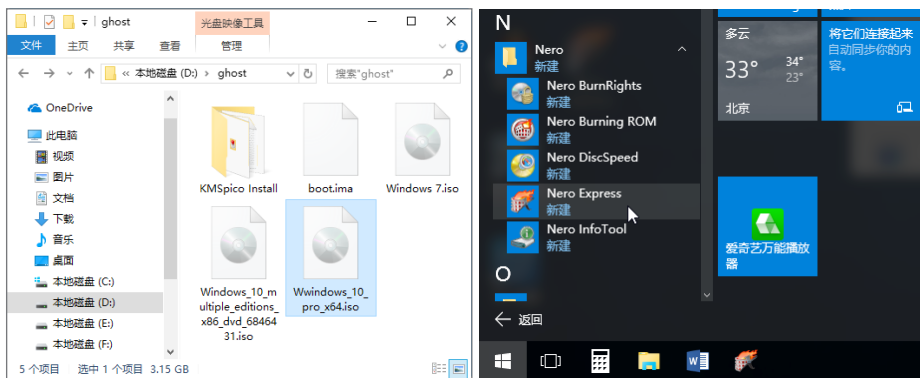 ghost
光盘映像工具
文件
主页
共享
查看
管理
« 本地磁盘 (D:) › ghost
搜索"ghost"
OneDrive
此电脑
视频
图片
文档
下载
音乐
桌面
本地磁盘 (C:)
本地磁盘 (D:)
本地磁盘 (E:)
本地磁盘 (F:)
KMSpico Install
boot.ima
Windows 7.iso
Windows_10_m
ultiple_editions_
x86_dvd_68464
31.iso
Wwindows_10_
pro_x64.iso
5 个项目
选中 1 个项目 3.15 GB
N
Nero
新建
Nero BurnRights
新建
Nero Burning ROM
新建
Nero DiscSpeed
新建
Nero Express
新建
Nero InfoTool
新建
O
返回
多云
33°
34°
23°
北京
将它们连接起来
自动同步你的内
容。
爱奇艺万能播放
器